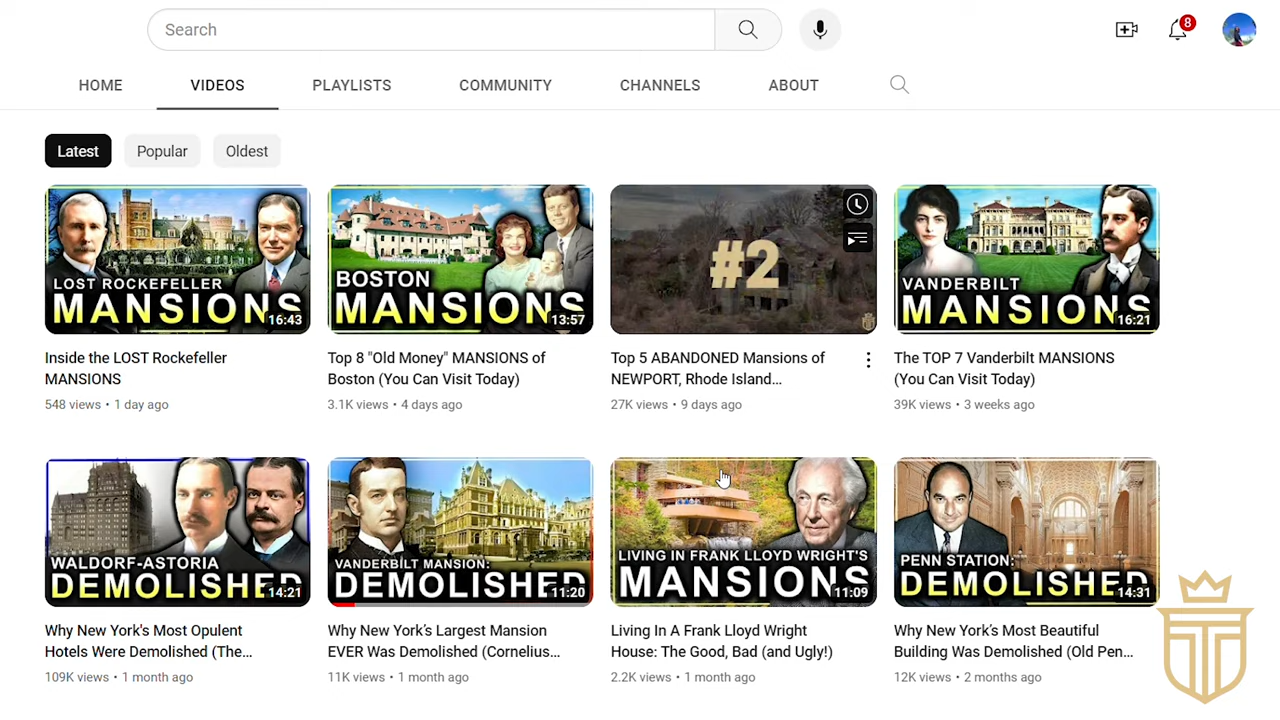 Search
8
HOME VIDEOS PLAYLISTS COMMUNITY CHANNELS ABOUT
Latest Popular Oldest
LOST ROCKEFELLER
MANSIONS
16:43
BOSTON
MANSIONS
13:57
#2
VANDERBILT
MANSIONS
16:21
Inside the LOST Rockefeller
MANSIONS
548 views • 1 day ago
Top 8 "Old Money" MANSIONS of
Boston (You Can Visit Today)
3.1K views • 4 days ago
Top 5 ABANDONED Mansions of
NEWPORT, Rhode Island...
27K views • 9 days ago
The TOP 7 Vanderbilt MANSIONS
(You Can Visit Today)
39K views • 3 weeks ago
WALDORF-ASTORIA
DEMOLISHED
14:21
VANDERBILT MANSION:
DEMOLISHED
11:20
LIVING IN FRANK LLOYD WRIGHT'S
MANSIONS
11:09
PENN STATION:
DEMOLISHED
14:31
Why New York's Most Opulent
Hotels Were Demolished (The...
109K views • 1 month ago
Why New York's Largest Mansion
EVER Was Demolished (Cornelius...
11K views • 1 month ago
Living In A Frank Lloyd Wright
House: The Good, Bad (and Ugly!)
2.2K views • 1 month ago
Why New York's Most Beautiful
Building Was Demolished (Old Pen...
12K views • 2 months ago